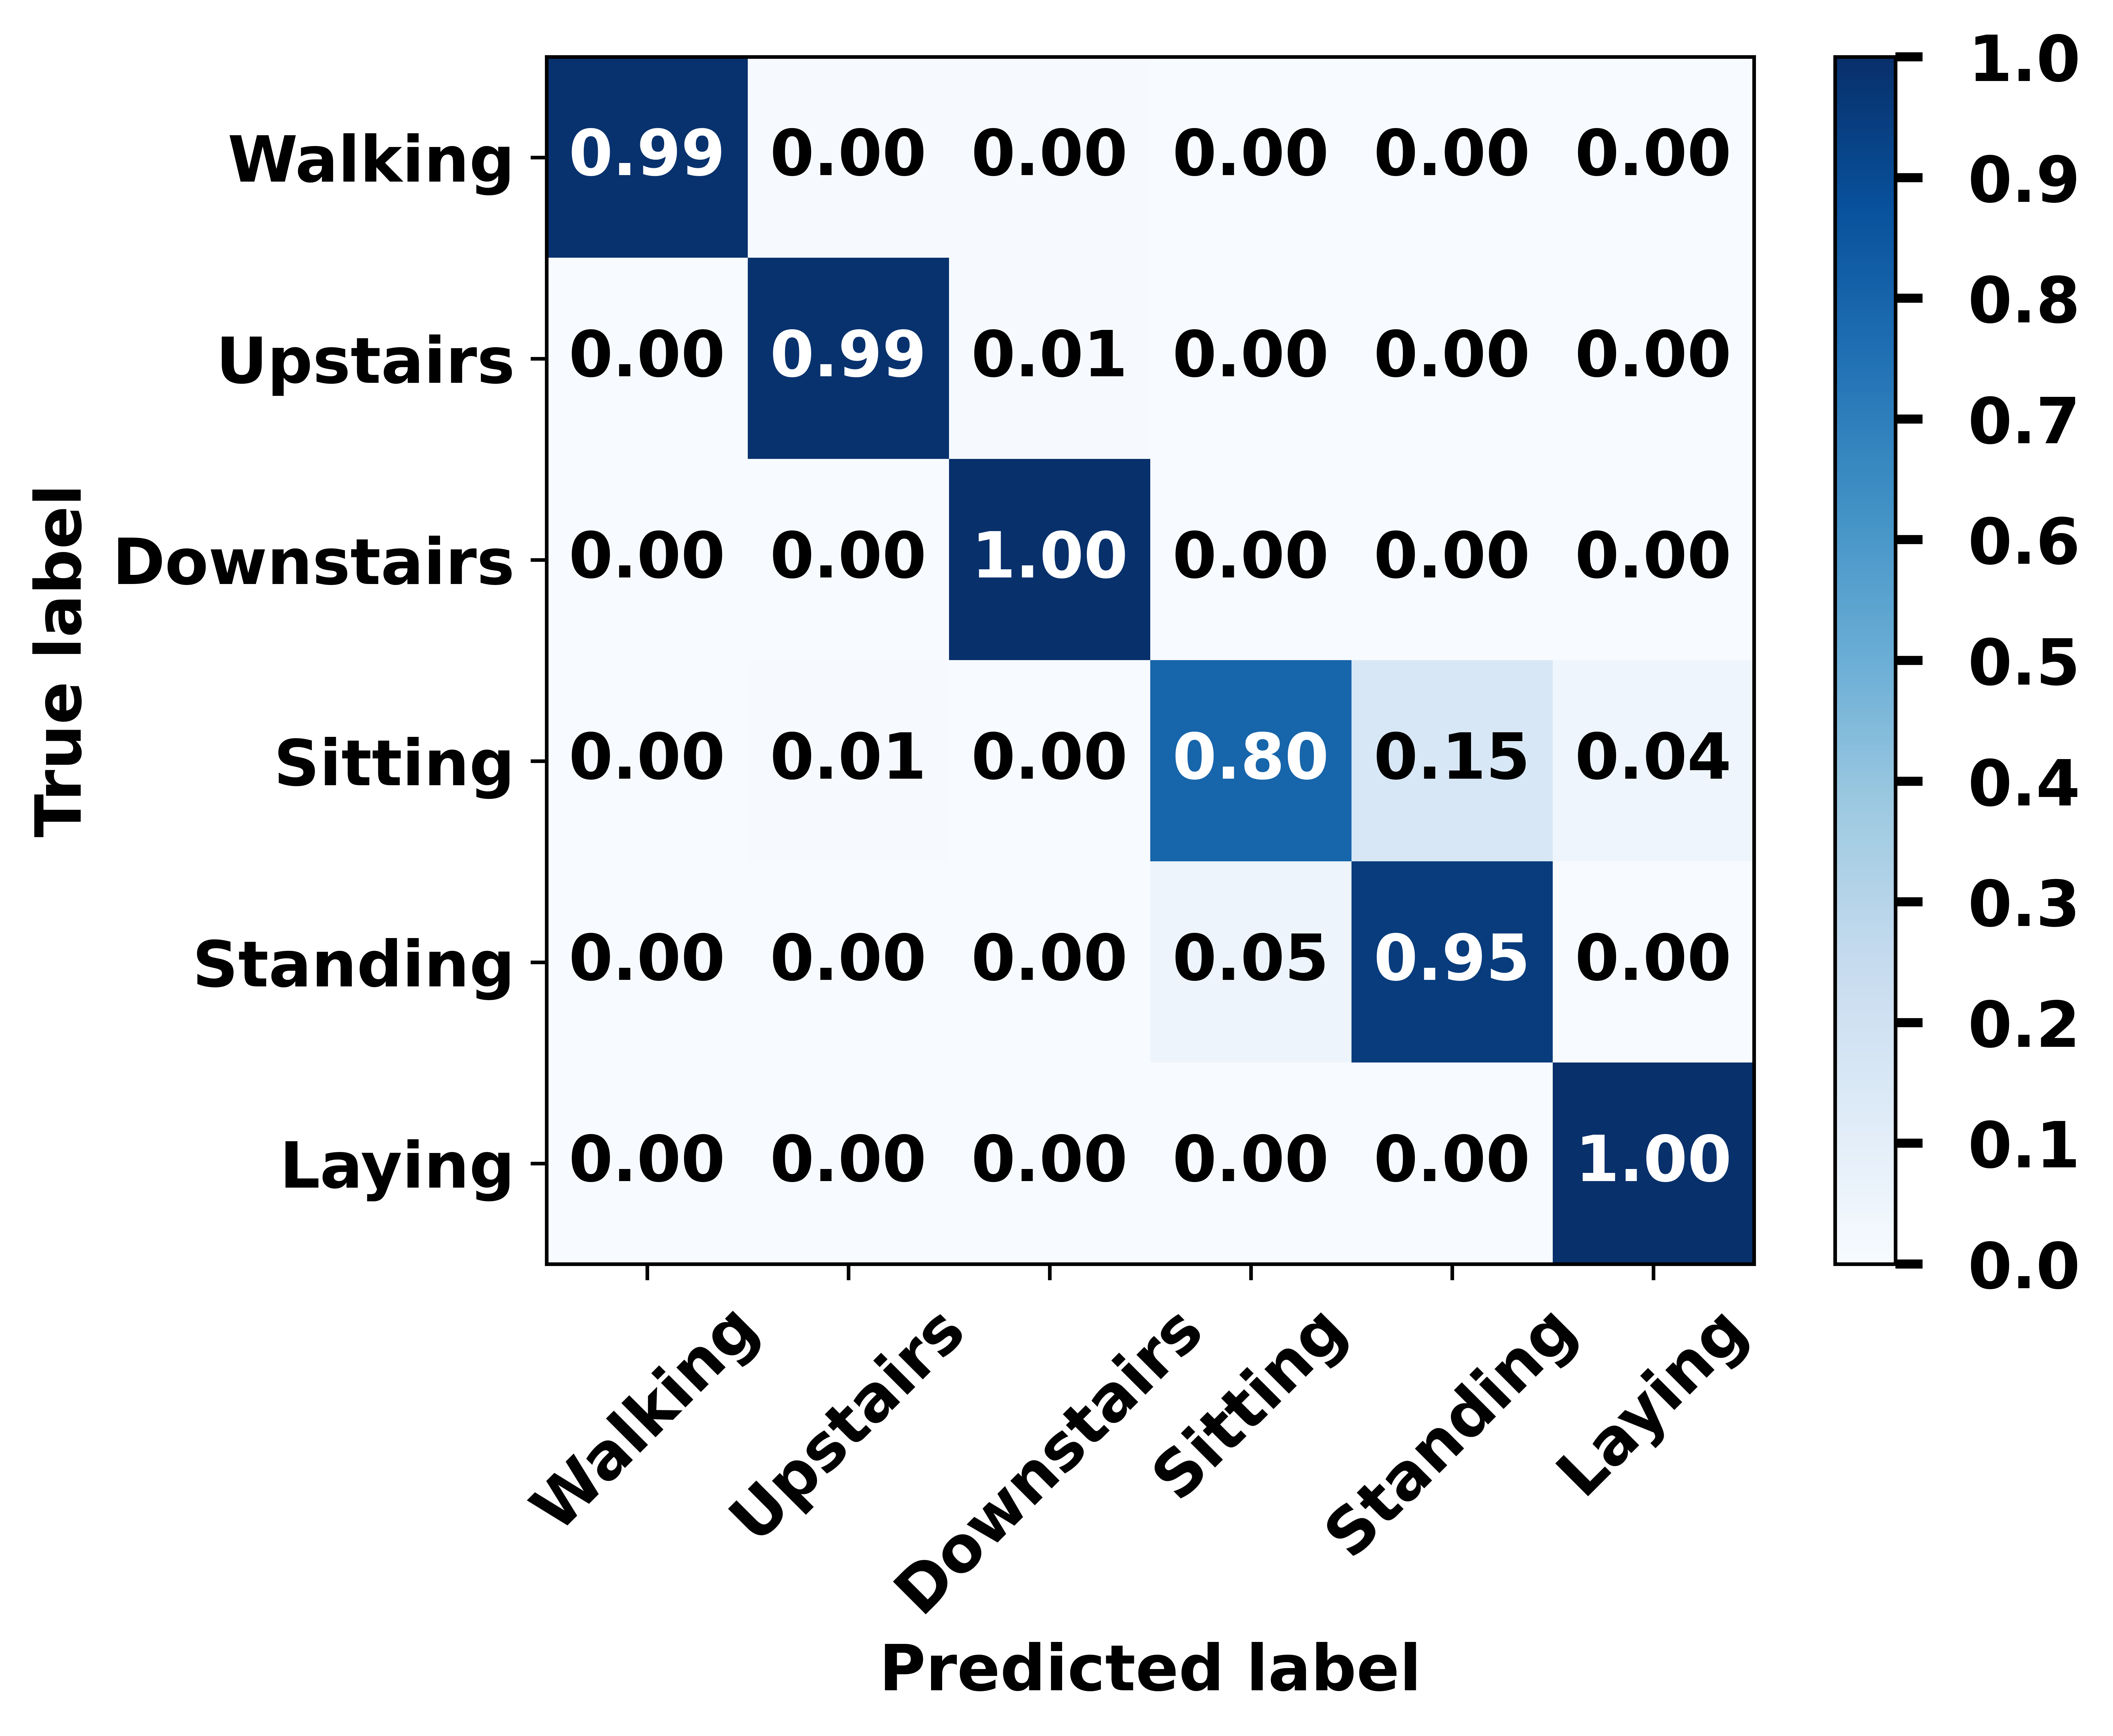 1.0
Walking 0.99 0.00 0.00 0.00 0.00 0.00
0.9
0.8
Upstairs 0.00 0.99 0.01 0.00 0.00 0.00
0.7
Downstairs 0.00 0.00 1.00 0.00 0.00 0.00
0.6
True label
0.5
Sitting 0.00 0.01 0.00 0.80 0.15 0.04
0.4
0.3
Standing 0.00 0.00 0.00 0.05 0.95 0.00
0.2
0.1
Laying 0.00 0.00 0.00 0.00 0.00 1.00
0.0
Walking
Upstairs
Downstairs
Sitting
Standing
Laying
Predicted label